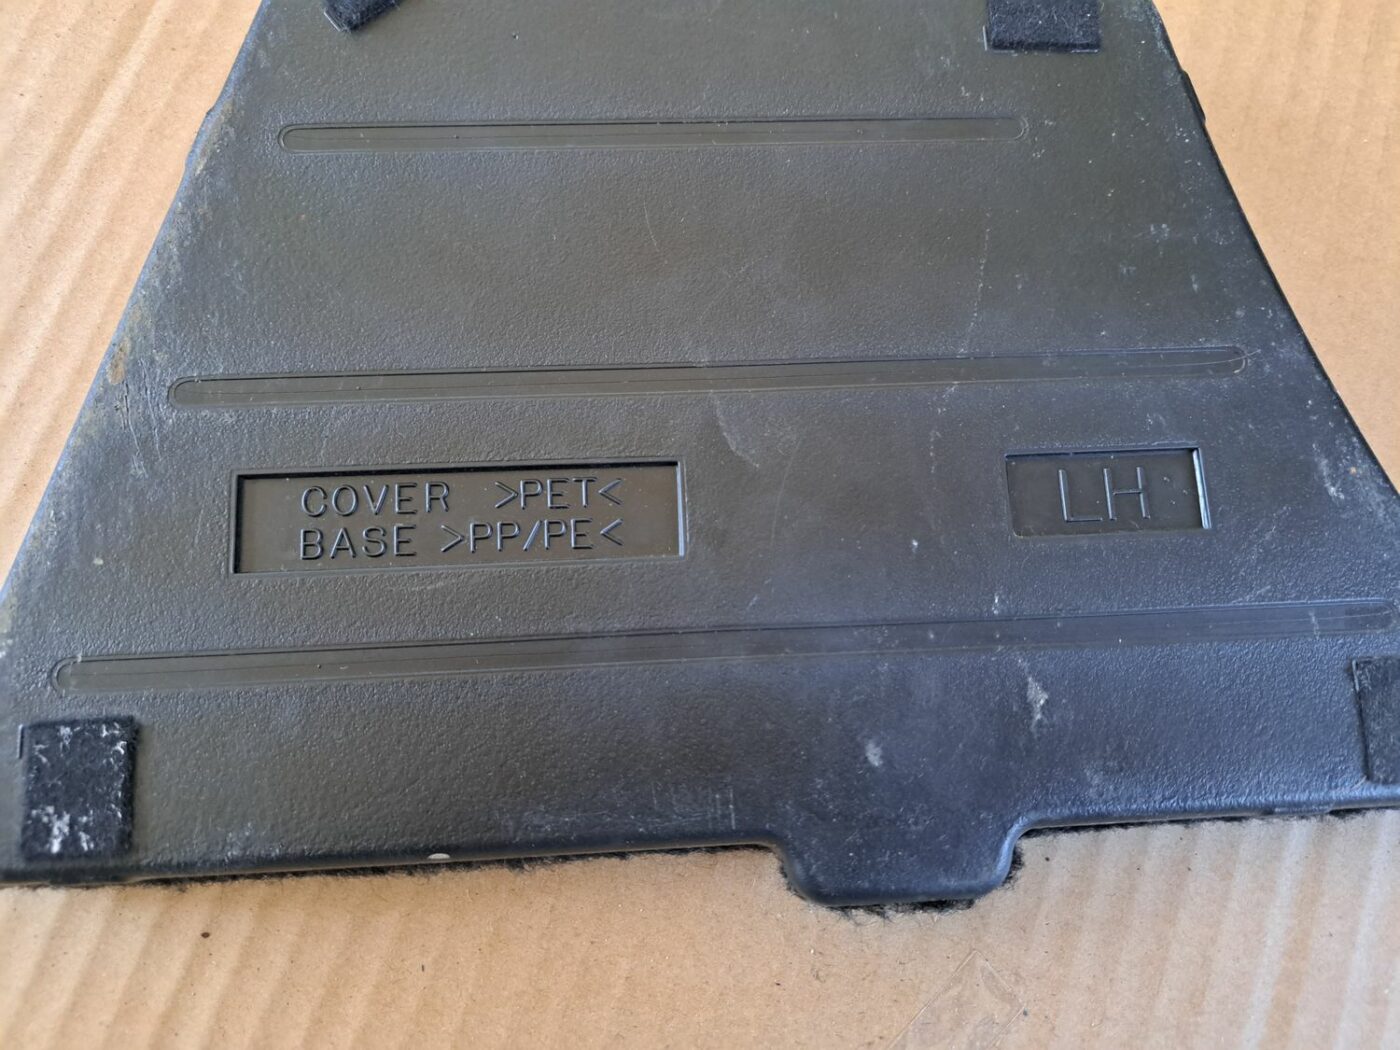 COVER >PET<
BASE >PP/PE<
LH